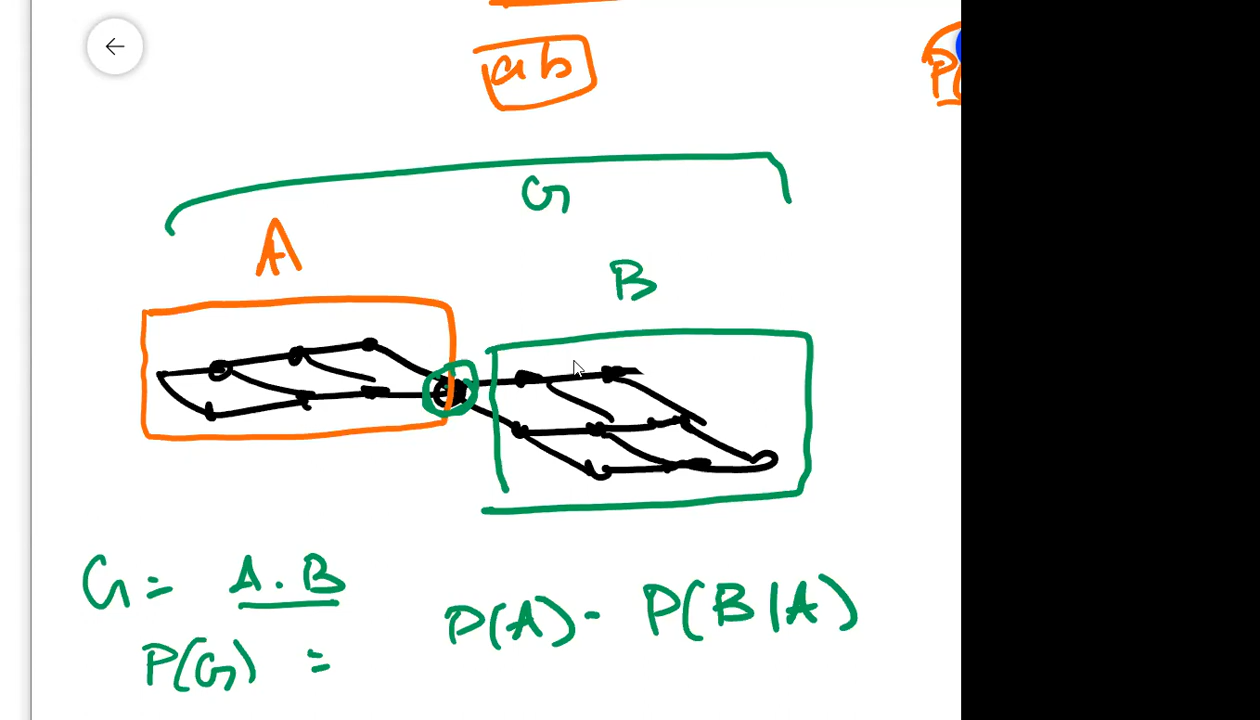 ab
P(
G
A
B
G = A . B
P(A) - P(B|A)
P(G) =